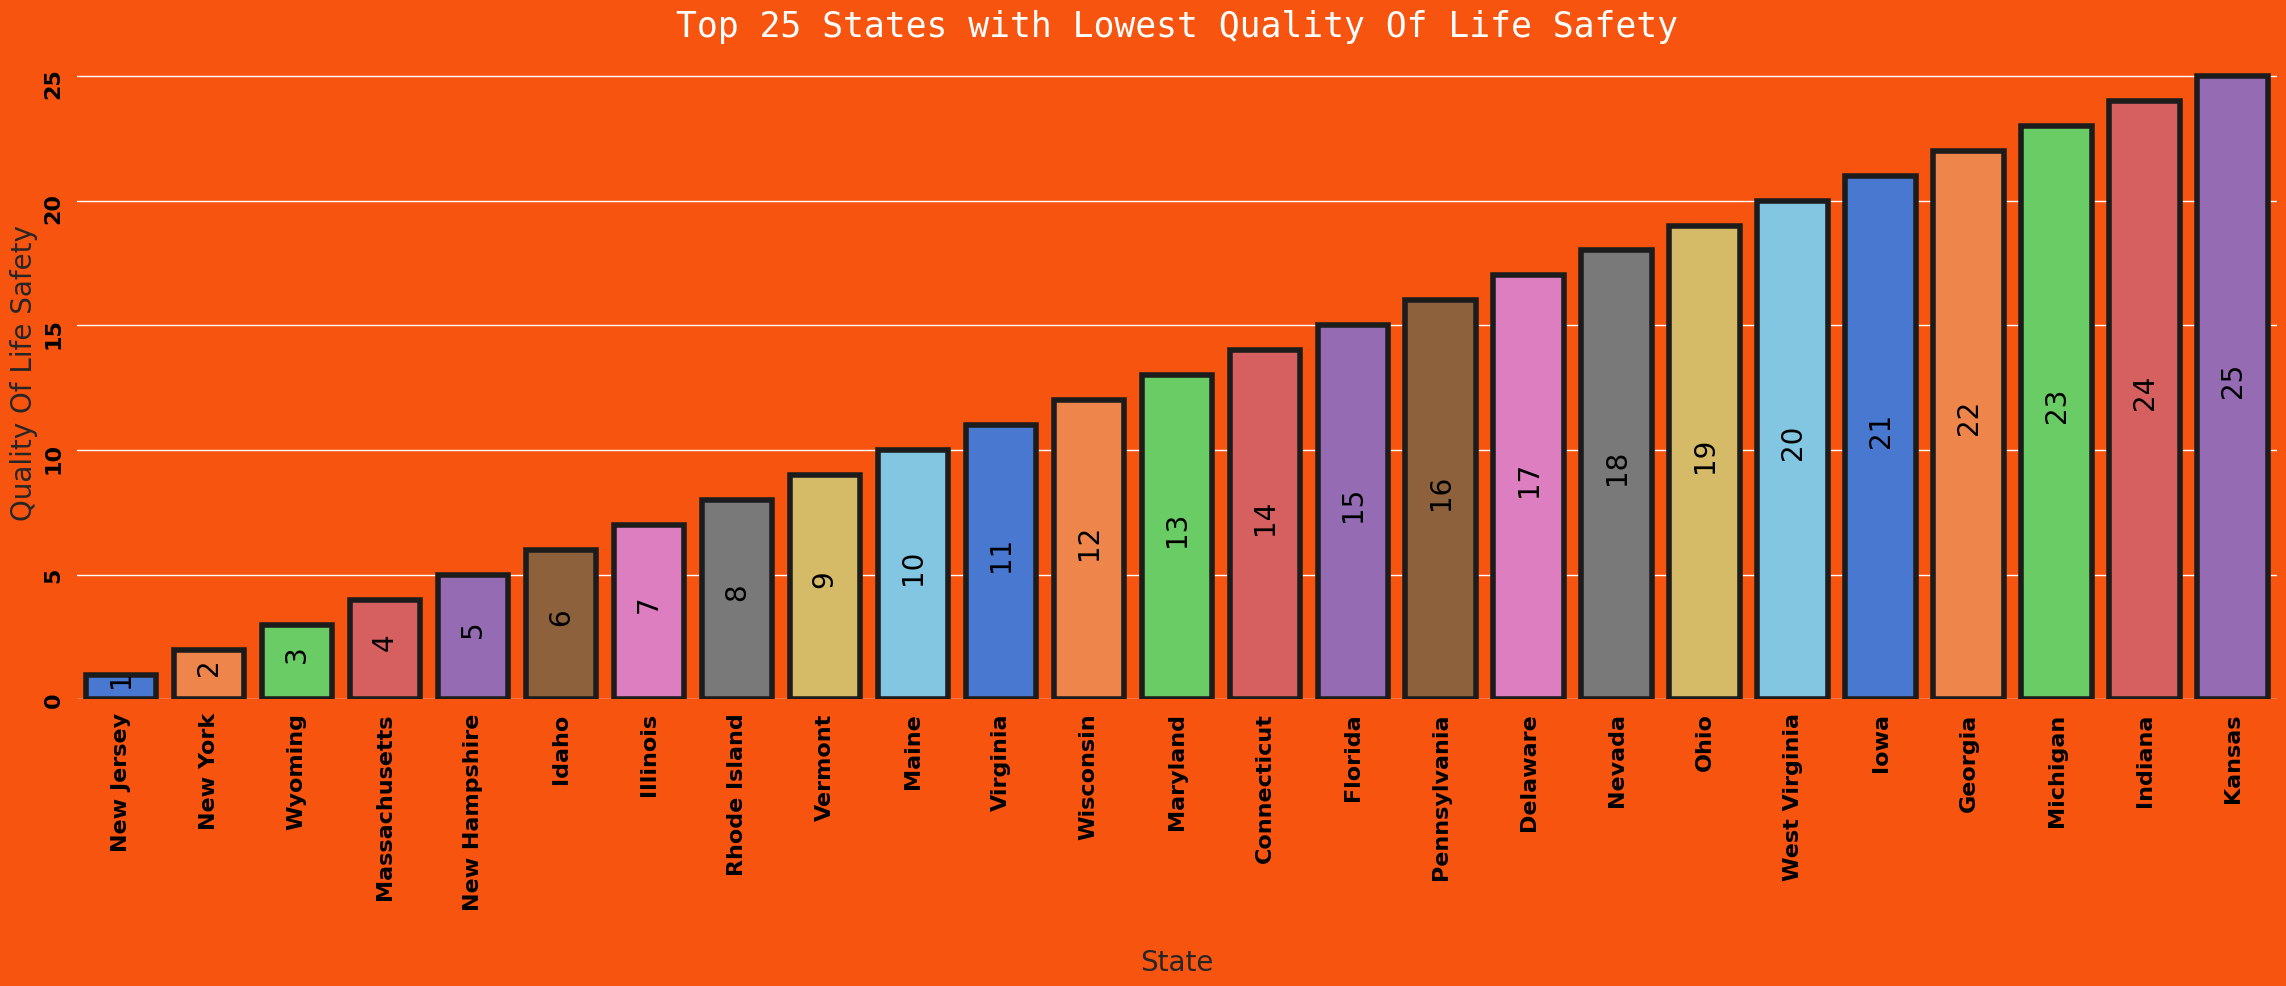 Top 25 States with Lowest Quality Of Life Safety
Quality Of Life Safety
25
20
15
10
5
0
1
2
3
4
5
6
7
8
9
10
11
12
13
14
15
16
17
18
19
20
21
22
23
24
25
New Jersey
New York
Wyoming
Massachusetts
New Hampshire
Idaho
Illinois
Rhode Island
Vermont
Maine
Virginia
Wisconsin
Maryland
Connecticut
Florida
Pennsylvania
Delaware
Nevada
Ohio
West Virginia
Iowa
Georgia
Michigan
Indiana
Kansas
State